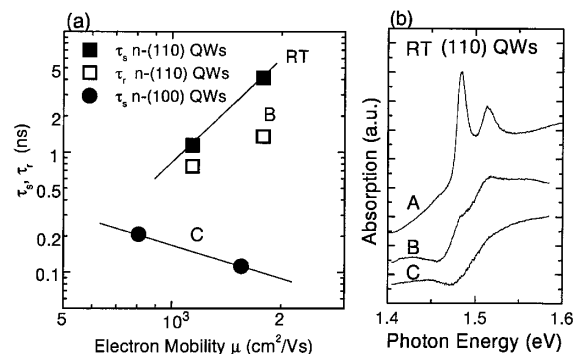 (a)
■ τs n-(110) QWs
□ τr n-(110) QWs
● τs n-(100) QWs
RT
B
C
τs, τr (ns)
5
1
0.5
0.2
0.1
5
10³
2
Electron Mobility μ (cm²/Vs)
(b)
RT (110) QWs
A
B
C
Absorption (a.u.)
1.4
1.5
1.6
Photon Energy (eV)